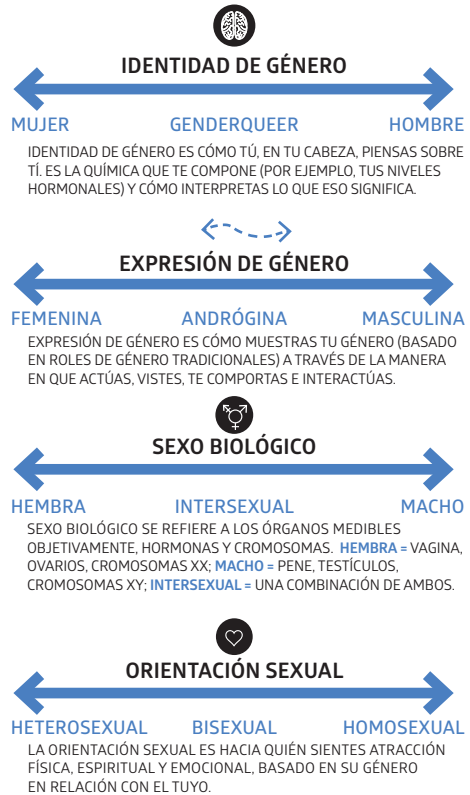 IDENTIDAD DE GÉNERO
MUJER GENDERQUEER HOMBRE
IDENTIDAD DE GÉNERO ES CÓMO TÚ, EN TU CABEZA, PIENSAS SOBRE
TÍ. ES LA QUÍMICA QUE TE COMPONE (POR EJEMPLO, TUS NIVELES
HORMONALES) Y CÓMO INTERPRETAS LO QUE ESO SIGNIFICA.
EXPRESIÓN DE GÉNERO
FEMENINA ANDRÓGINA MASCULINA
EXPRESIÓN DE GÉNERO ES CÓMO MUESTRAS TU GÉNERO (BASADO
EN ROLES DE GÉNERO TRADICIONALES) A TRAVÉS DE LA MANERA
EN QUE ACTÚAS, VISTES, TE COMPORTAS E INTERACTÚAS.
SEXO BIOLÓGICO
HEMBRA INTERSEXUAL MACHO
SEXO BIOLÓGICO SE REFIERE A LOS ÓRGANOS MEDIBLES
OBJETIVAMENTE, HORMONAS Y CROMOSOMAS. HEMBRA = VAGINA,
OVARIOS, CROMOSOMAS XX; MACHO = PENE, TESTÍCULOS,
CROMOSOMAS XY; INTERSEXUAL = UNA COMBINACIÓN DE AMBOS.
ORIENTACIÓN SEXUAL
HETEROSEXUAL BISEXUAL HOMOSEXUAL
LA ORIENTACIÓN SEXUAL ES HACIA QUIÉN SIENTES ATRACCIÓN
FÍSICA, ESPIRITUAL Y EMOCIONAL, BASADO EN SU GÉNERO
EN RELACIÓN CON EL TUYO.